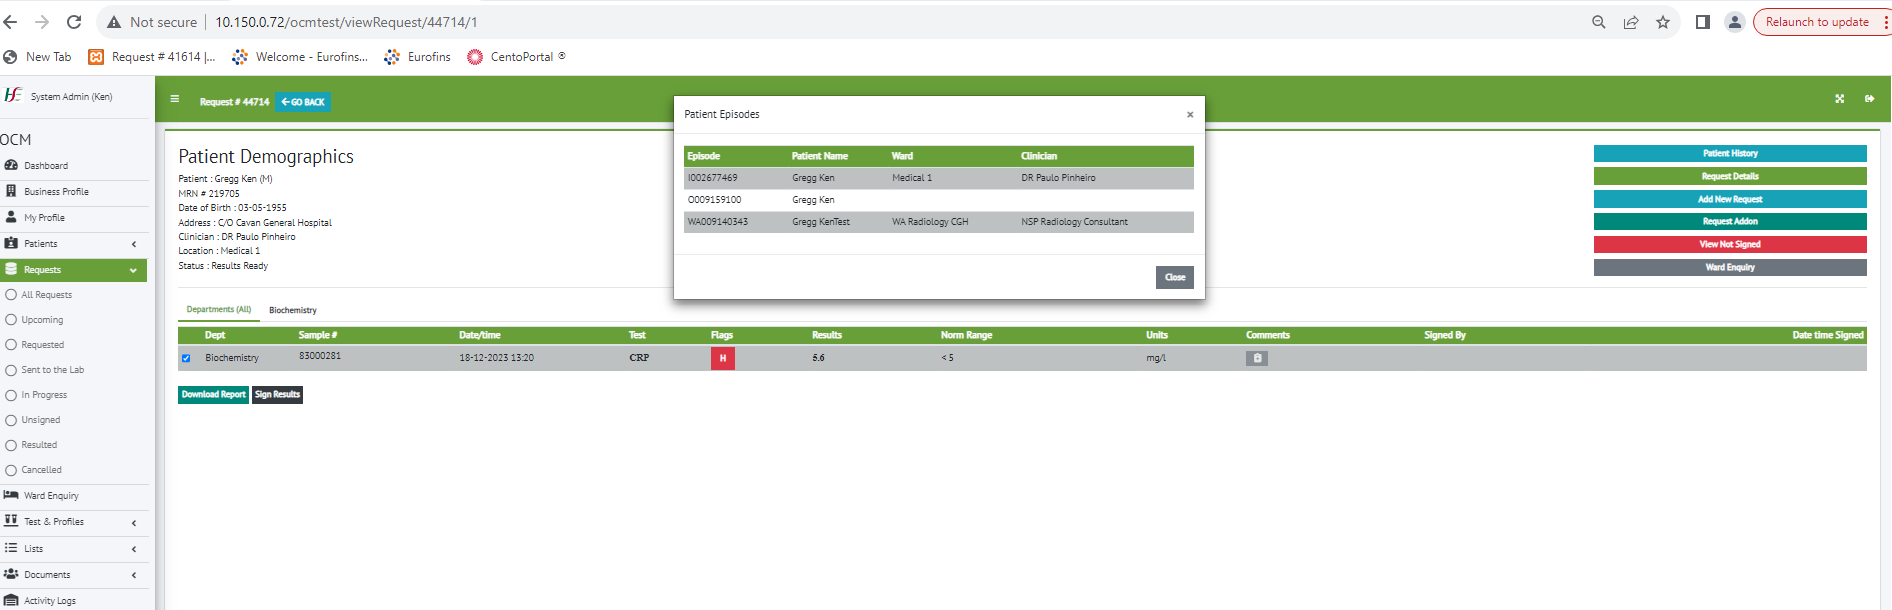 Not secure | 10.150.0.72/ocmtest/viewRequest/44714/1
Relaunch to update
New Tab
Request # 41614 |...
Welcome - Eurofins...
Eurofins
CentoPortal ®
System Admin (Ken)
Request # 44714
GO BACK
OCM
Dashboard
Business Profile
My Profile
Patients
Requests
All Requests
Upcoming
Requested
Sent to the Lab
In Progress
Unsigned
Resulted
Cancelled
Ward Enquiry
Test & Profiles
Lists
Documents
Activity Logs
Patient Demographics
Patient : Gregg Ken (M)
MRN # 219705
Date of Birth : 03-05-1955
Address : C/O Cavan General Hospital
Clinician : DR Paulo Pinheiro
Location : Medical 1
Status : Results Ready
Patient Episodes ×
Episode Patient Name Ward Clinician
I002677469 Gregg Ken Medical 1 DR Paulo Pinheiro
O009159100 Gregg Ken
WA009140343 Gregg KenTest WA Radiology CGH NSP Radiology Consultant
Close
Patient History
Request Details
Add New Request
Request Addon
View Not Signed
Ward Enquiry
Departments (All) Biochemistry
Dept Sample # Date/time Test Flags Results Norm Range Units Comments Signed By Date time Signed
Biochemistry 83000281 18-12-2023 13:20 CRP H 5.6 < 5 mg/l
Download Report Sign Results